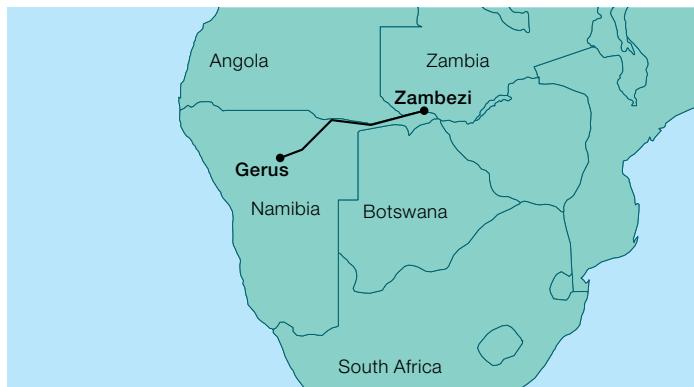 Angola
Zambia
Zambezi
Gerus
Namibia
Botswana
South Africa